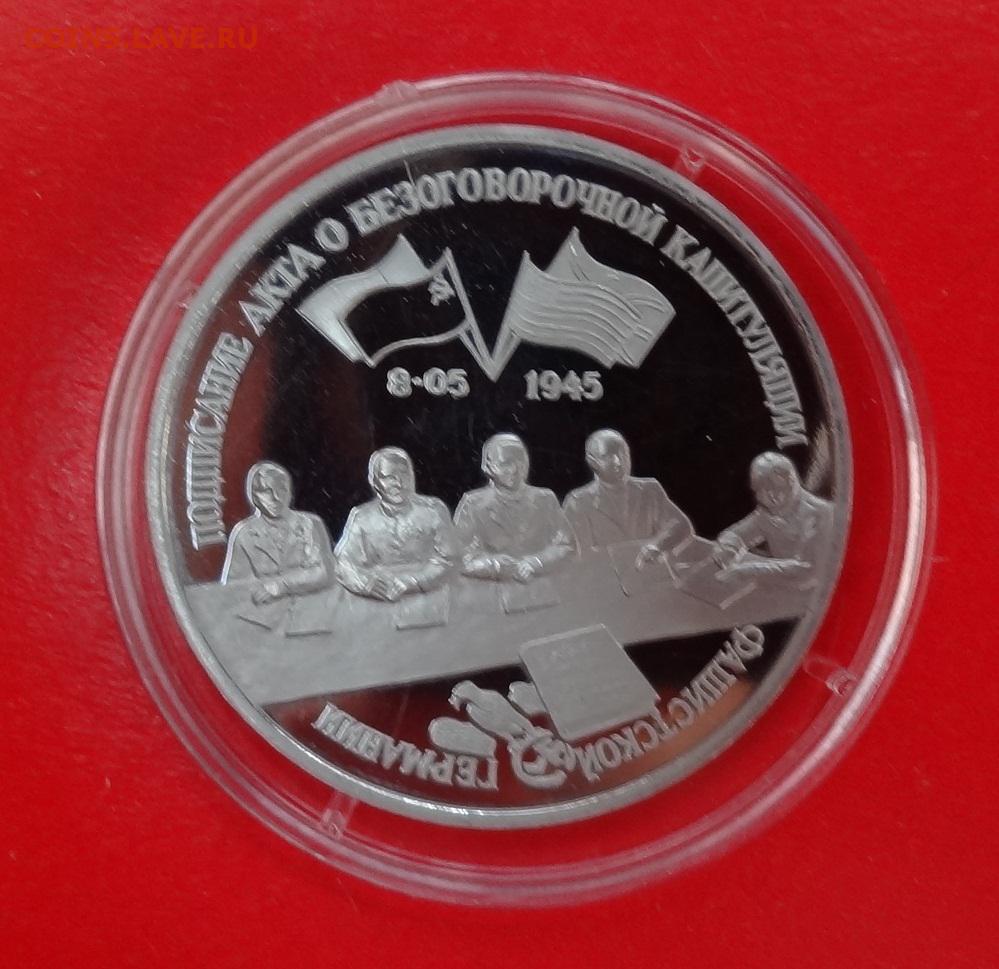 COINS.LAVE.RU
ПОДПИСАНИЕ АКТА О БЕЗОГОВОРОЧНОЙ КАПИТУЛЯЦИИ
8·05 1945
ФАШИСТСКОЙ ГЕРМАНИИ